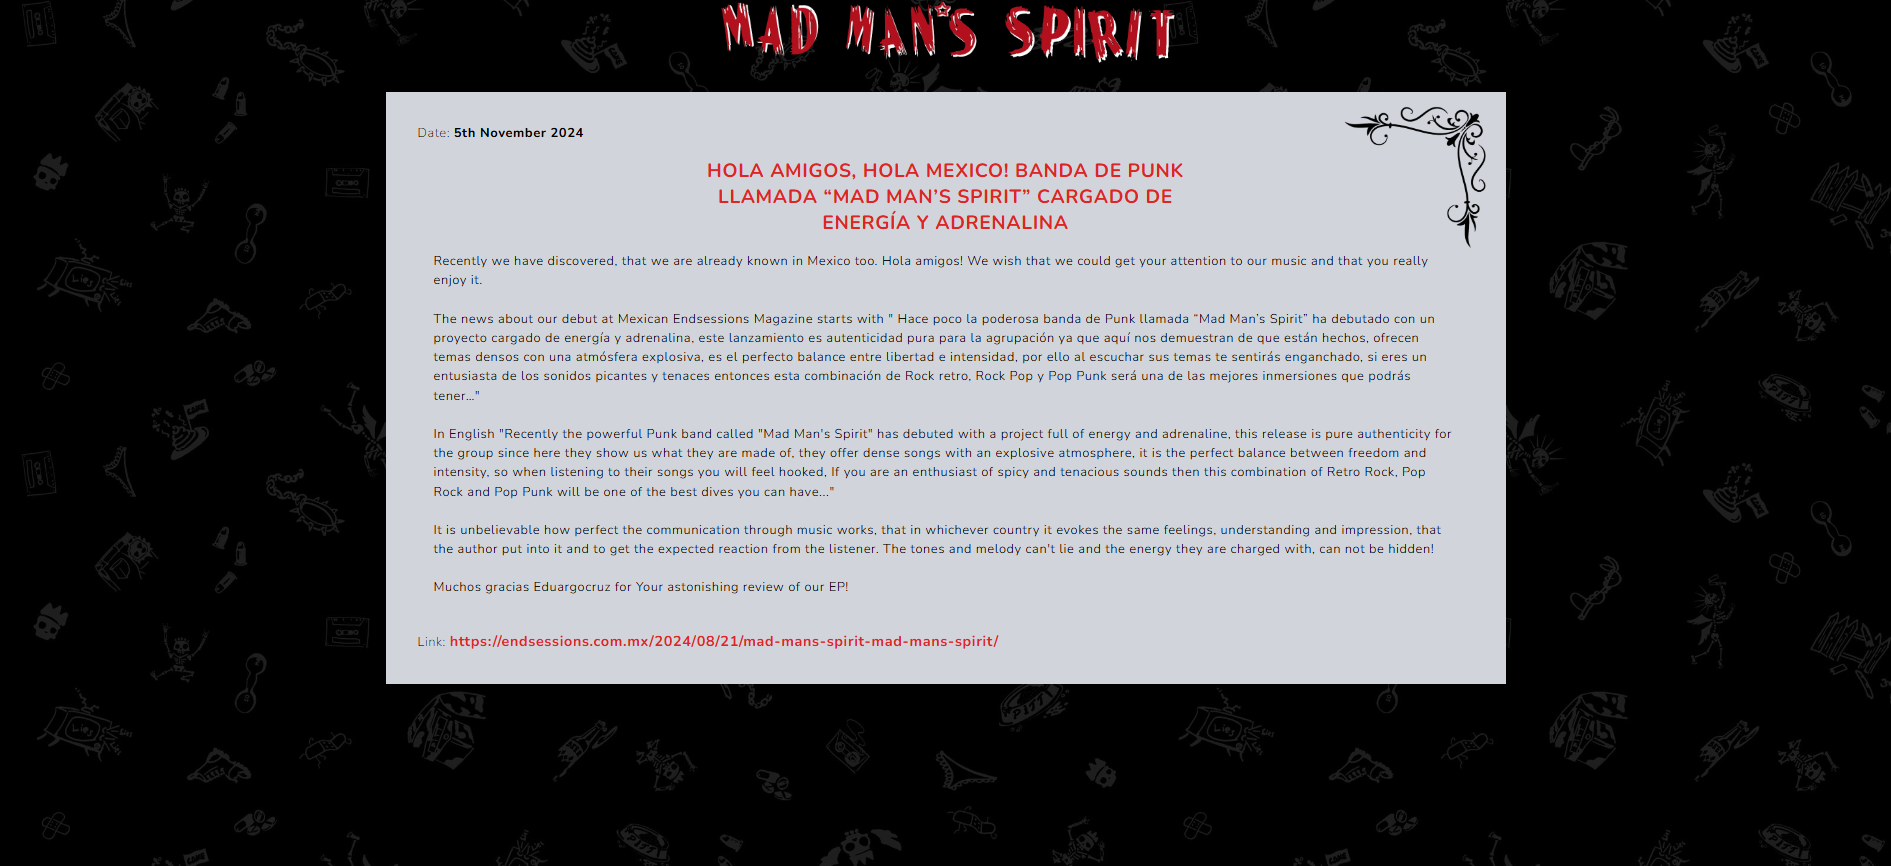 MAD MAN'S SPIRIT
Date: 5th November 2024
HOLA AMIGOS, HOLA MEXICO! BANDA DE PUNK
LLAMADA “MAD MAN’S SPIRIT” CARGADO DE
ENERGÍA Y ADRENALINA
Recently we have discovered, that we are already known in Mexico too. Hola amigos! We wish that we could get your attention to our music and that you really
enjoy it.
The news about our debut at Mexican Endsessions Magazine starts with " Hace poco la poderosa banda de Punk llamada “Mad Man’s Spirit” ha debutado con un
proyecto cargado de energía y adrenalina, este lanzamiento es autenticidad pura para la agrupación ya que aquí nos demuestran de que están hechos, ofrecen
temas densos con una atmósfera explosiva, es el perfecto balance entre libertad e intensidad, por ello al escuchar sus temas te sentirás enganchado, si eres un
entusiasta de los sonidos picantes y tenaces entonces esta combinación de Rock retro, Rock Pop y Pop Punk será una de las mejores inmersiones que podrás
tener…"
In English "Recently the powerful Punk band called "Mad Man's Spirit" has debuted with a project full of energy and adrenaline, this release is pure authenticity for
the group since here they show us what they are made of, they offer dense songs with an explosive atmosphere, it is the perfect balance between freedom and
intensity, so when listening to their songs you will feel hooked, If you are an enthusiast of spicy and tenacious sounds then this combination of Retro Rock, Pop
Rock and Pop Punk will be one of the best dives you can have..."
It is unbelievable how perfect the communication through music works, that in whichever country it evokes the same feelings, understanding and impression, that
the author put into it and to get the expected reaction from the listener. The tones and melody can't lie and the energy they are charged with, can not be hidden!
Muchos gracias Eduargocruz for Your astonishing review of our EP!
Link: https://endsessions.com.mx/2024/08/21/mad-mans-spirit-mad-mans-spirit/
Lies
Lies
Lies
Lies